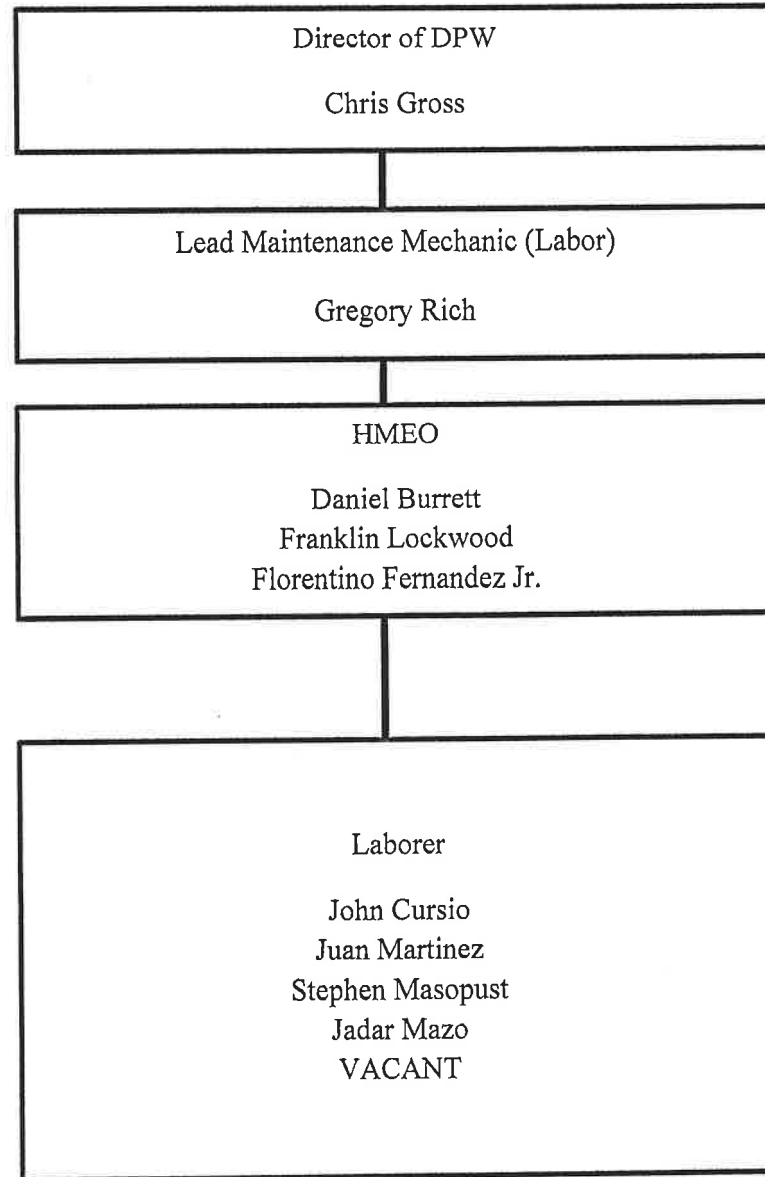 Director of DPW
Chris Gross
Lead Maintenance Mechanic (Labor)
Gregory Rich
HMEO
Daniel Burrett
Franklin Lockwood
Florentino Fernandez Jr.
Laborer
John Cursio
Juan Martinez
Stephen Masopust
Jadar Mazo
VACANT